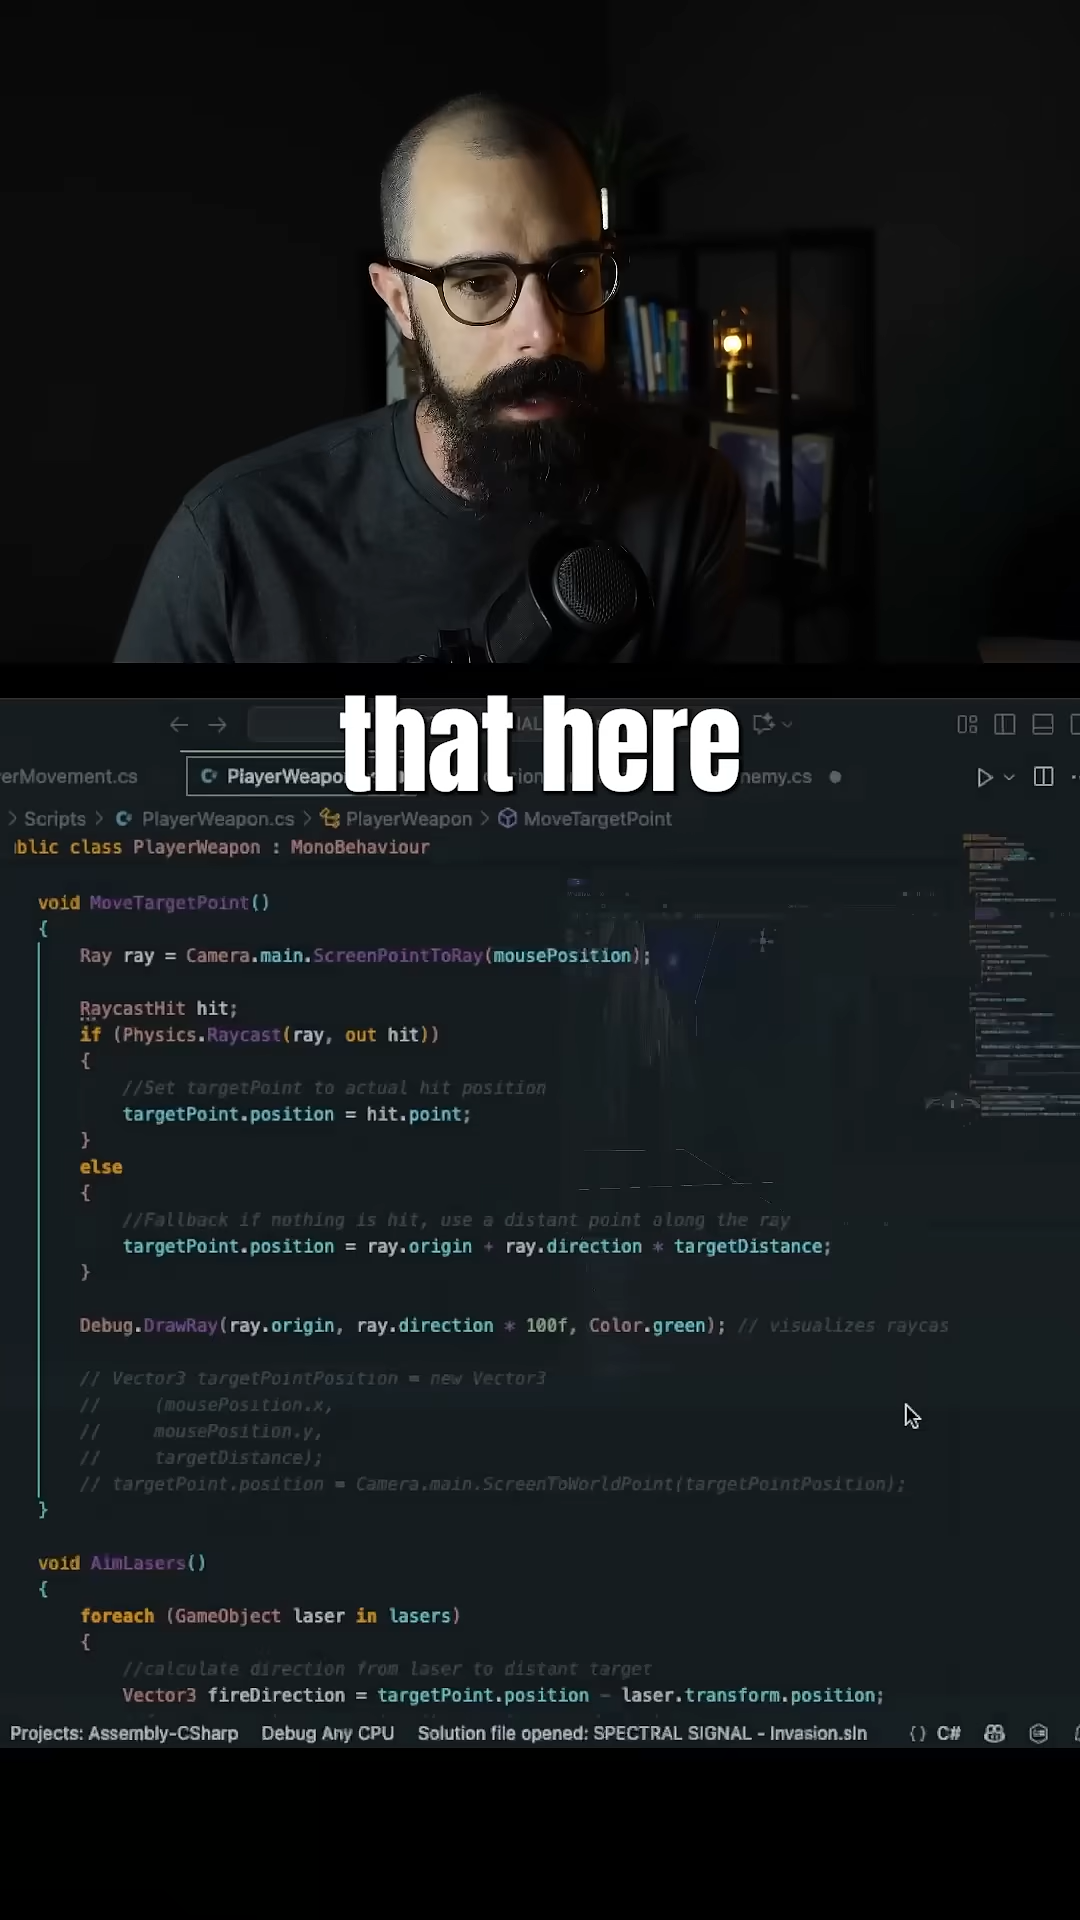 that here
erMovement.cs
PlayerWeapo
nemy.cs
Scripts > PlayerWeapon.cs > PlayerWeapon > MoveTargetPoint
blic class PlayerWeapon : MonoBehaviour
void MoveTargetPoint()
{
Ray ray = Camera.main.ScreenPointToRay(mousePosition);
RaycastHit hit;
if (Physics.Raycast(ray, out hit))
{
//Set targetPoint to actual hit position
targetPoint.position = hit.point;
}
else
{
//Fallback if nothing is hit, use a distant point along the ray
targetPoint.position = ray.origin + ray.direction * targetDistance;
}
Debug.DrawRay(ray.origin, ray.direction * 100f, Color.green); // visualizes raycas
// Vector3 targetPointPosition = new Vector3
// (mousePosition.x,
// mousePosition.y,
// targetDistance);
// targetPoint.position = Camera.main.ScreenToWorldPoint(targetPointPosition);
}
void AimLasers()
{
foreach (GameObject laser in lasers)
{
//calculate direction from laser to distant target
Vector3 fireDirection = targetPoint.position - laser.transform.position;
Projects: Assembly-CSharp Debug Any CPU Solution file opened: SPECTRAL SIGNAL - Invasion.sln {} C#